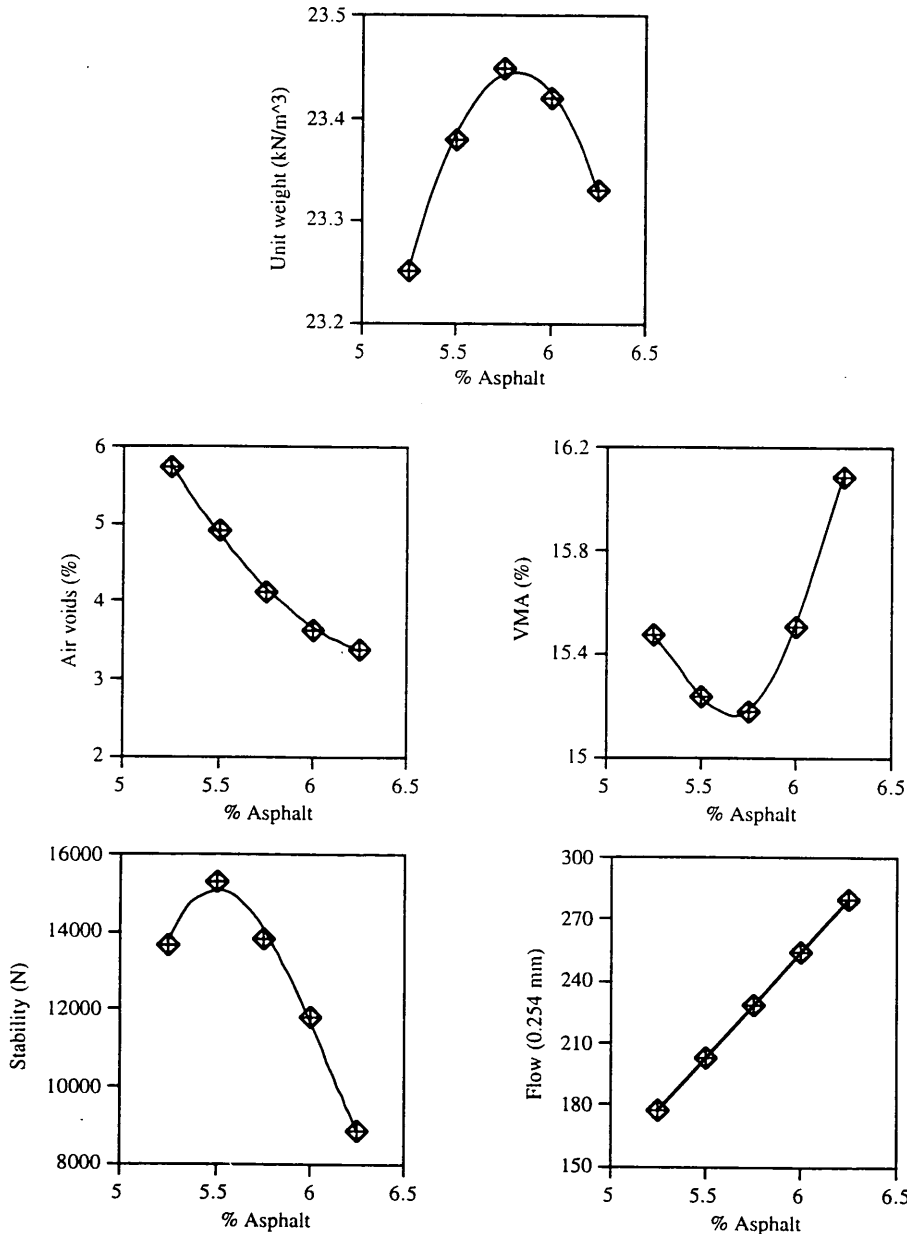 23.5
23.4
23.3
23.2
Unit weight (kN/m^3)
5 5.5 6 6.5
% Asphalt
6
5
4
3
2
Air voids (%)
5 5.5 6 6.5
% Asphalt
16.2
15.8
15.4
15
VMA (%)
5 5.5 6 6.5
% Asphalt
16000
14000
12000
10000
8000
Stability (N)
5 5.5 6 6.5
% Asphalt
300
270
240
210
180
150
Flow (0.254 mm)
5 5.5 6 6.5
% Asphalt